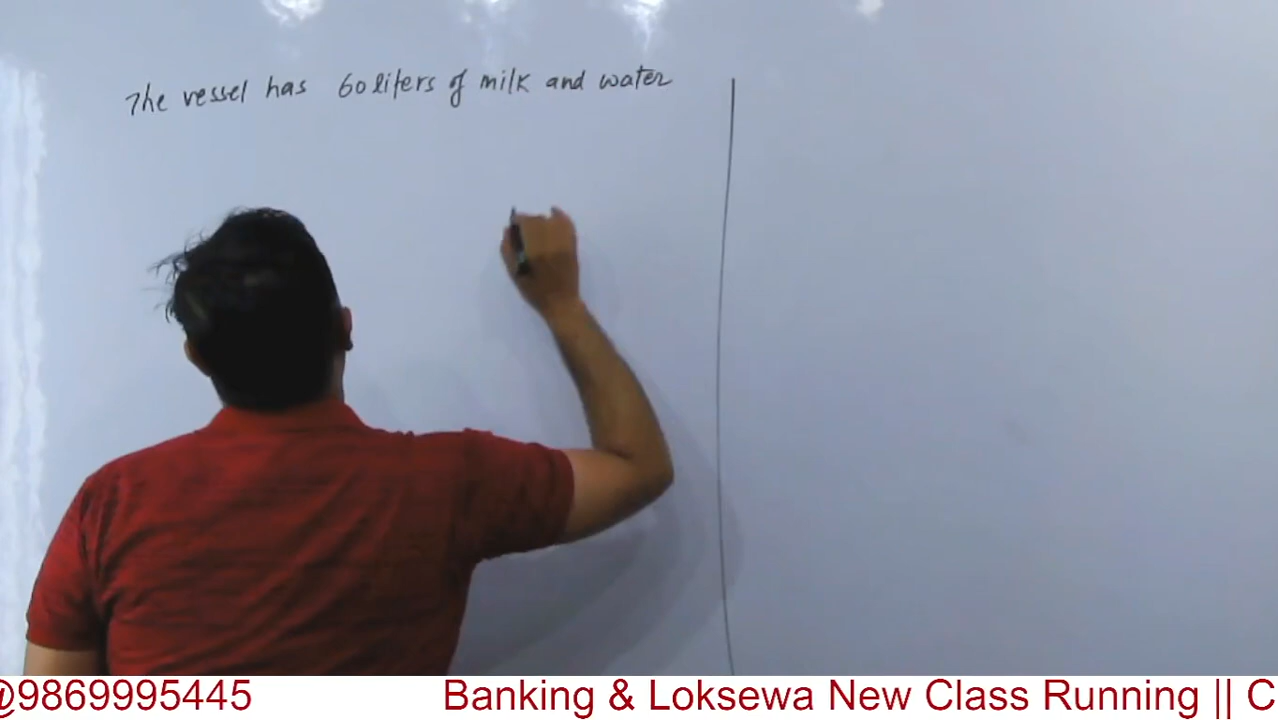 The vessel has 60 liters of milk and water
@9869995445 Banking & Loksewa New Class Running || C